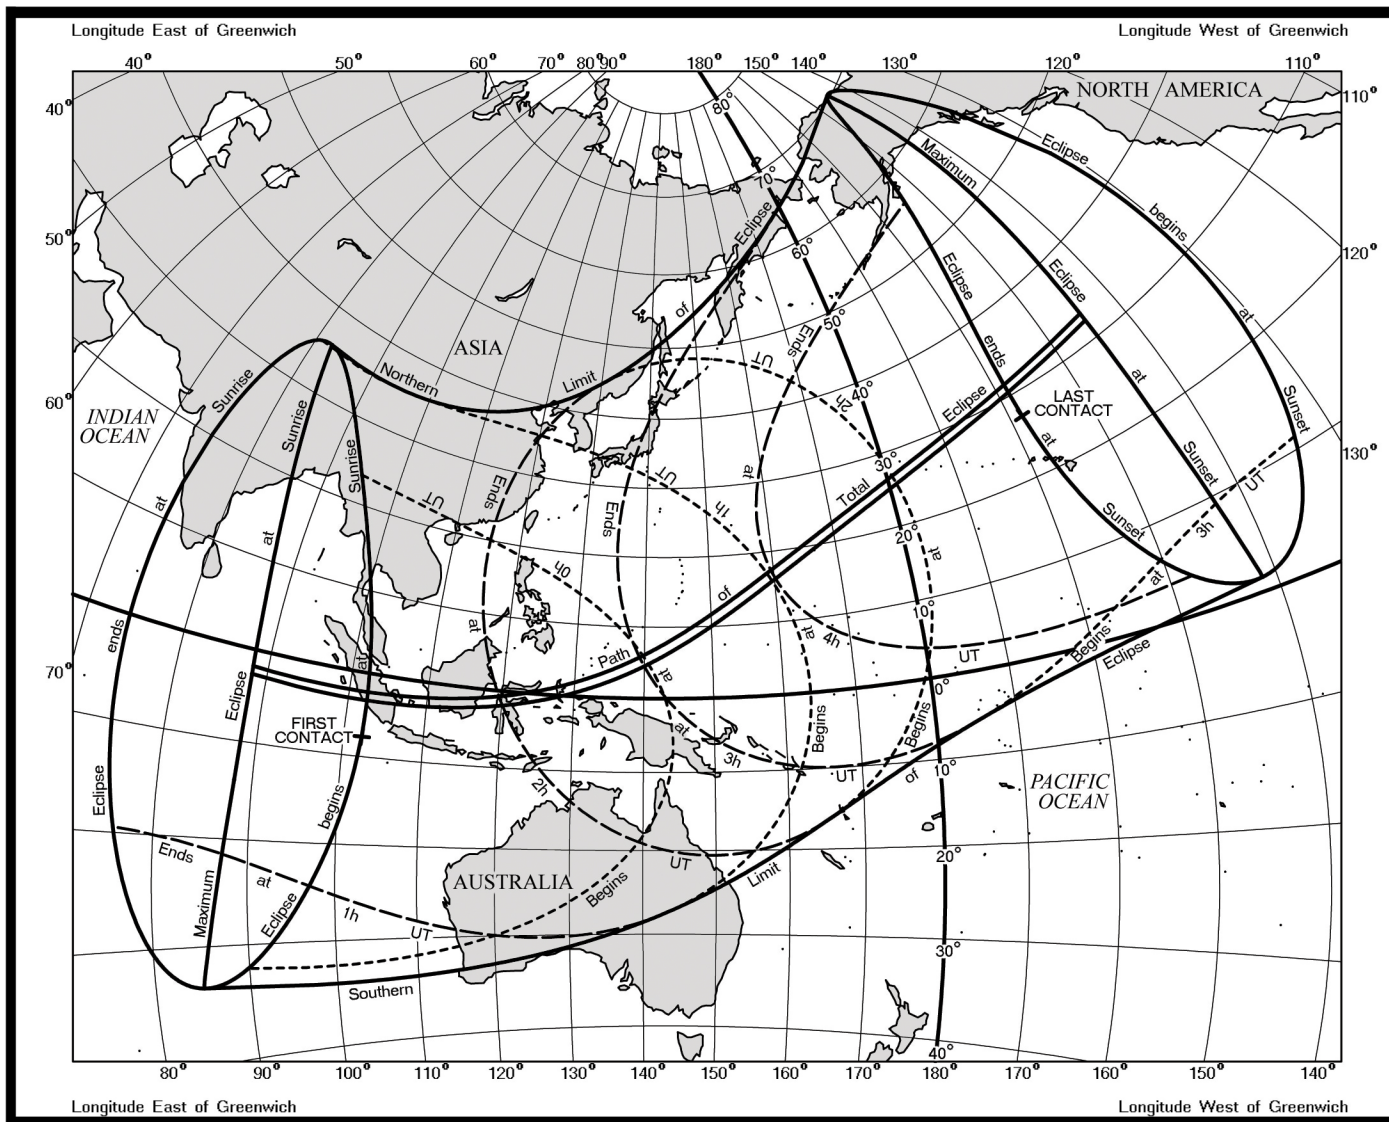 Longitude East of Greenwich
Longitude West of Greenwich
40° 50° 60° 70° 80° 90° 180° 150° 140° 130° 120° 110°
40°
50°
60°
70°
110°
120°
130°
80°
70°
60°
50°
40°
30°
20°
10°
0°
10°
20°
30°
40°
NORTH AMERICA
ASIA
INDIAN
OCEAN
AUSTRALIA
PACIFIC
OCEAN
FIRST
CONTACT
LAST
CONTACT
Eclipse ends at Sunrise
Maximum Eclipse at Sunrise
Eclipse begins at Sunrise
Northern Limit of Eclipse
Southern Limit of Eclipse
Path of Total Eclipse
Eclipse begins at Sunset
Maximum Eclipse at Sunset
Eclipse ends at Sunset
Begins at 0h UT
Begins at 1h UT
Begins at 2h UT
Begins at 3h UT
Ends at 1h UT
Ends at 2h UT
Ends at 3h UT
Ends at 4h UT
80° 90° 100° 110° 120° 130° 140° 150° 160° 170° 180° 170° 160° 150° 140°
Longitude East of Greenwich
Longitude West of Greenwich